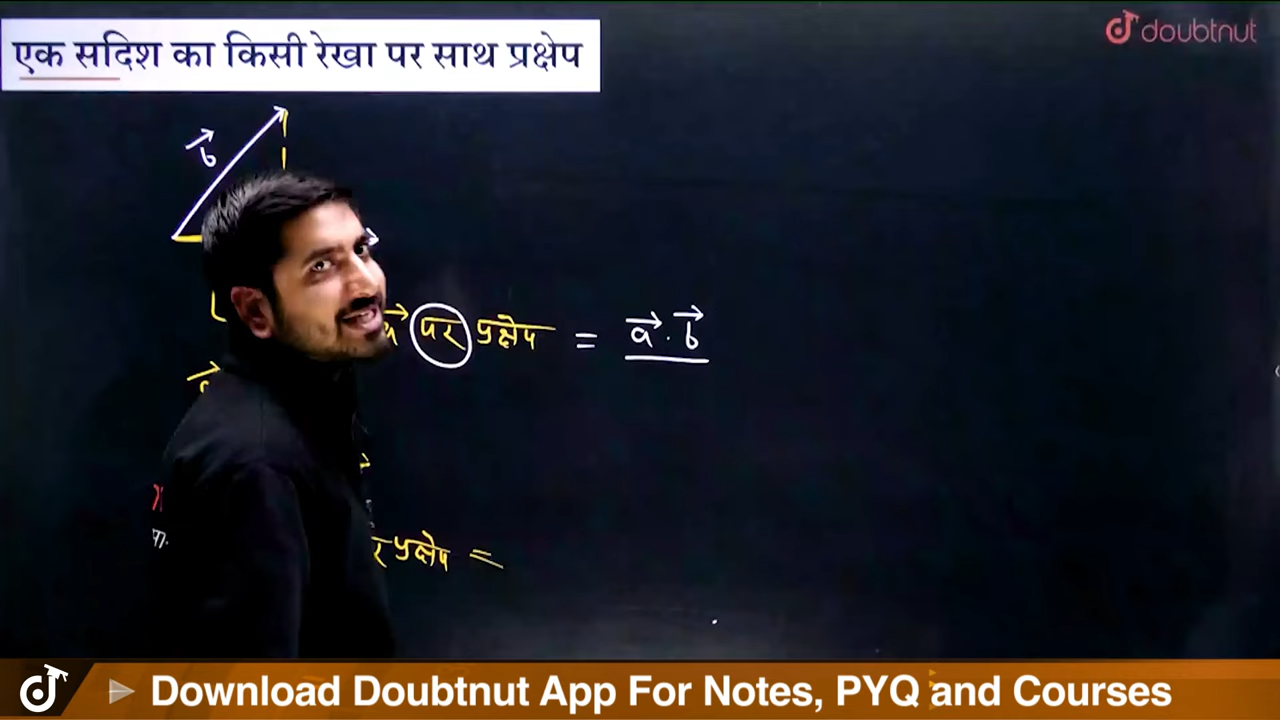 एक सदिश का किसी रेखा पर साथ प्रक्षेप
doubtnut
b⃗
a⃗ पर प्रक्षेप = a⃗ . b⃗
प्रक्षेप =
Download Doubtnut App For Notes, PYQ and Courses